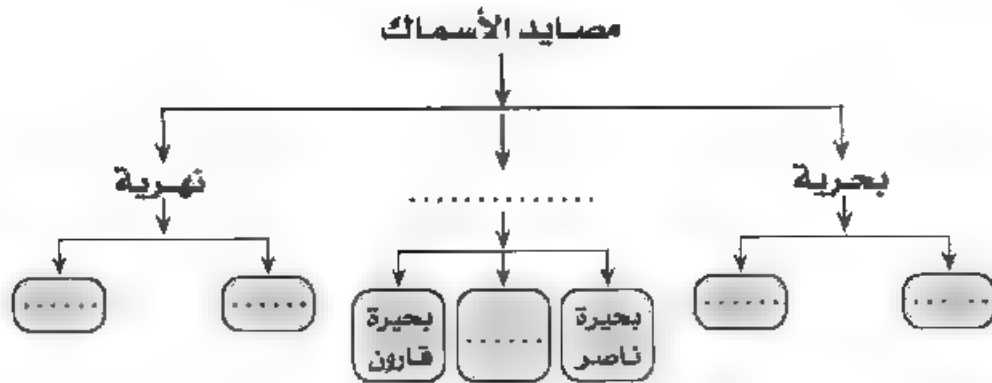 مصايد الأسماك
بحرية
....................
نهرية
.......
.......
بحيرة
ناصر
.......
بحيرة
قارون
.......
.......